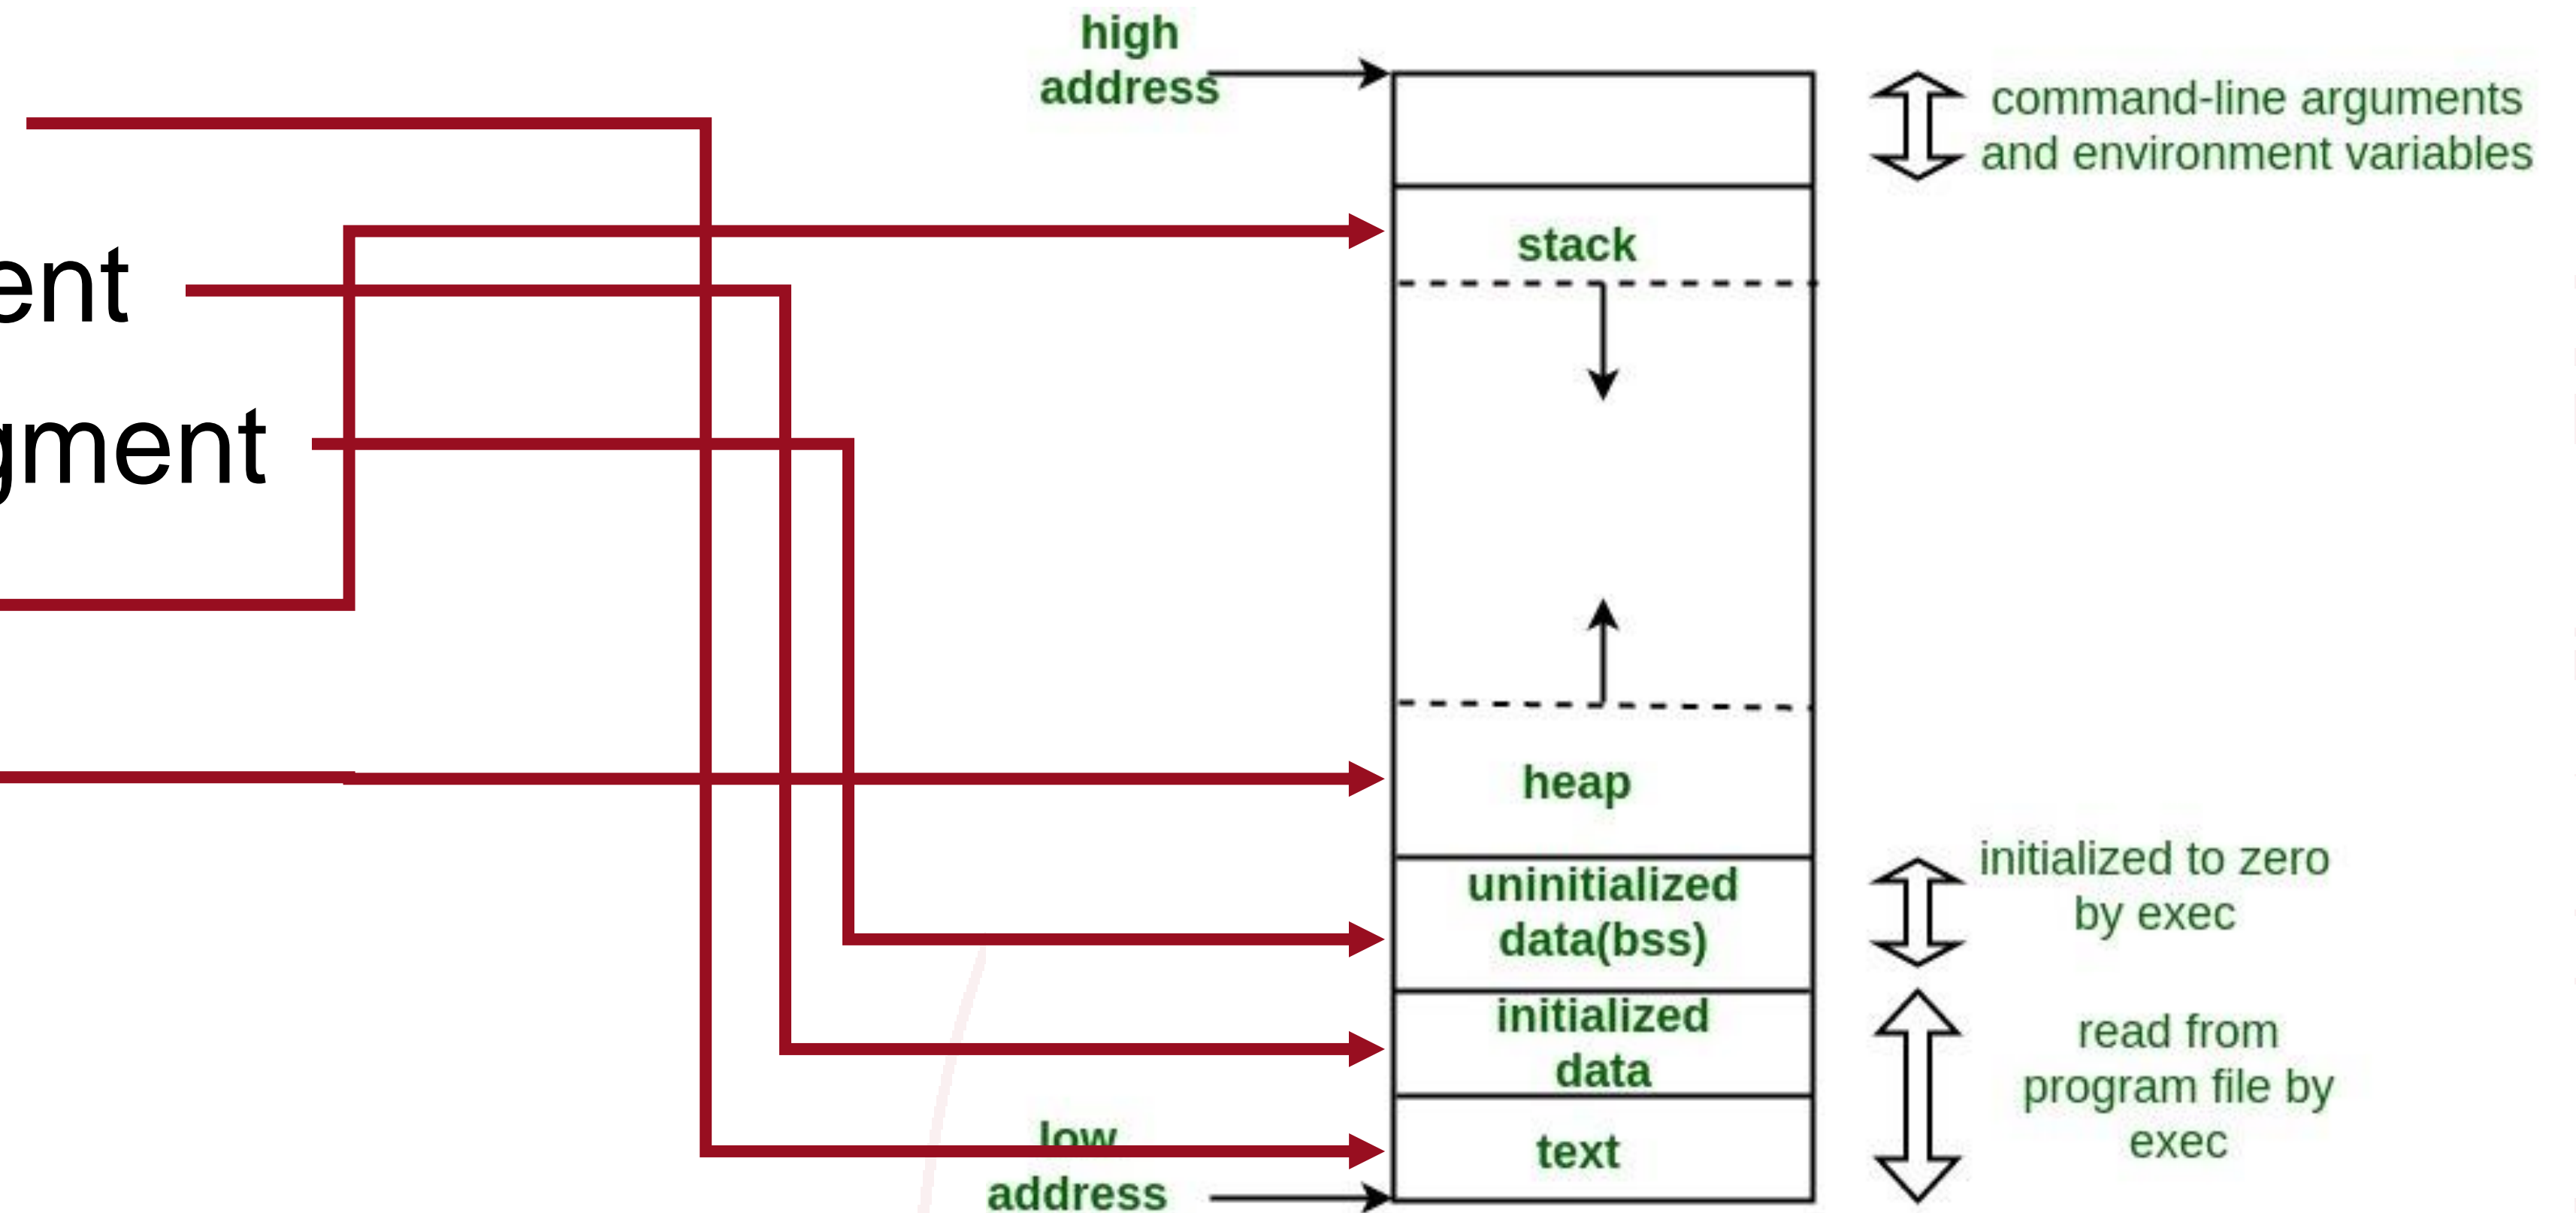 high
address
command-line arguments
and environment variables
stack
ent
gment
heap
uninitialized
data(bss)
initialized to zero
by exec
initialized
data
read from
program file by
exec
low
address
text